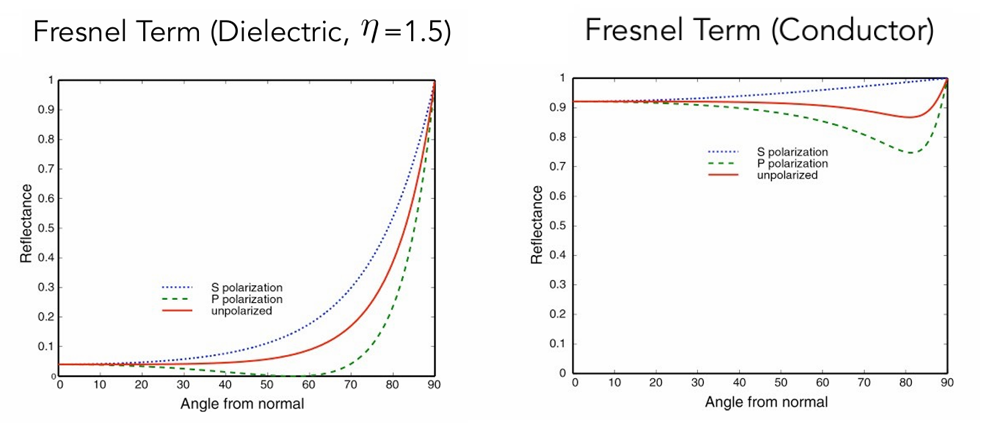 Fresnel Term (Dielectric, η=1.5)
1
0.9
0.8
0.7
0.6
0.5
0.4
0.3
0.2
0.1
0
Reflectance
S polarization
P polarization
unpolarized
0 10 20 30 40 50 60 70 80 90
Angle from normal
Fresnel Term (Conductor)
1
0.9
0.8
0.7
0.6
0.5
0.4
0.3
0.2
0.1
0
Reflectance
S polarization
P polarization
unpolarized
0 10 20 30 40 50 60 70 80 90
Angle from normal